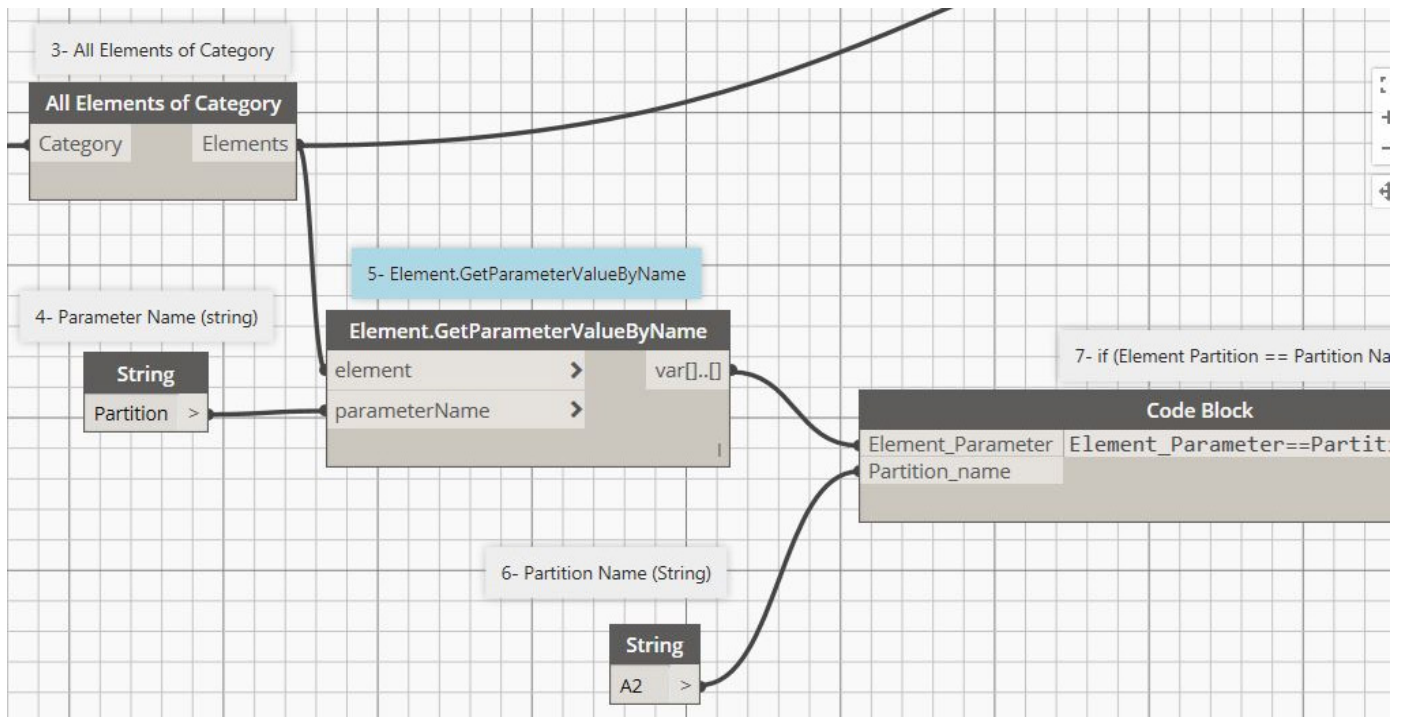 3- All Elements of Category
All Elements of Category
Category Elements
5- Element.GetParameterValueByName
4- Parameter Name (string)
Element.GetParameterValueByName
String
element > var[]..[]
Partition >
parameterName >
7- if (Element Partition == Partition Na
Code Block
Element_Parameter Element_Parameter==Partit
Partition_name
6- Partition Name (String)
String
A2 >